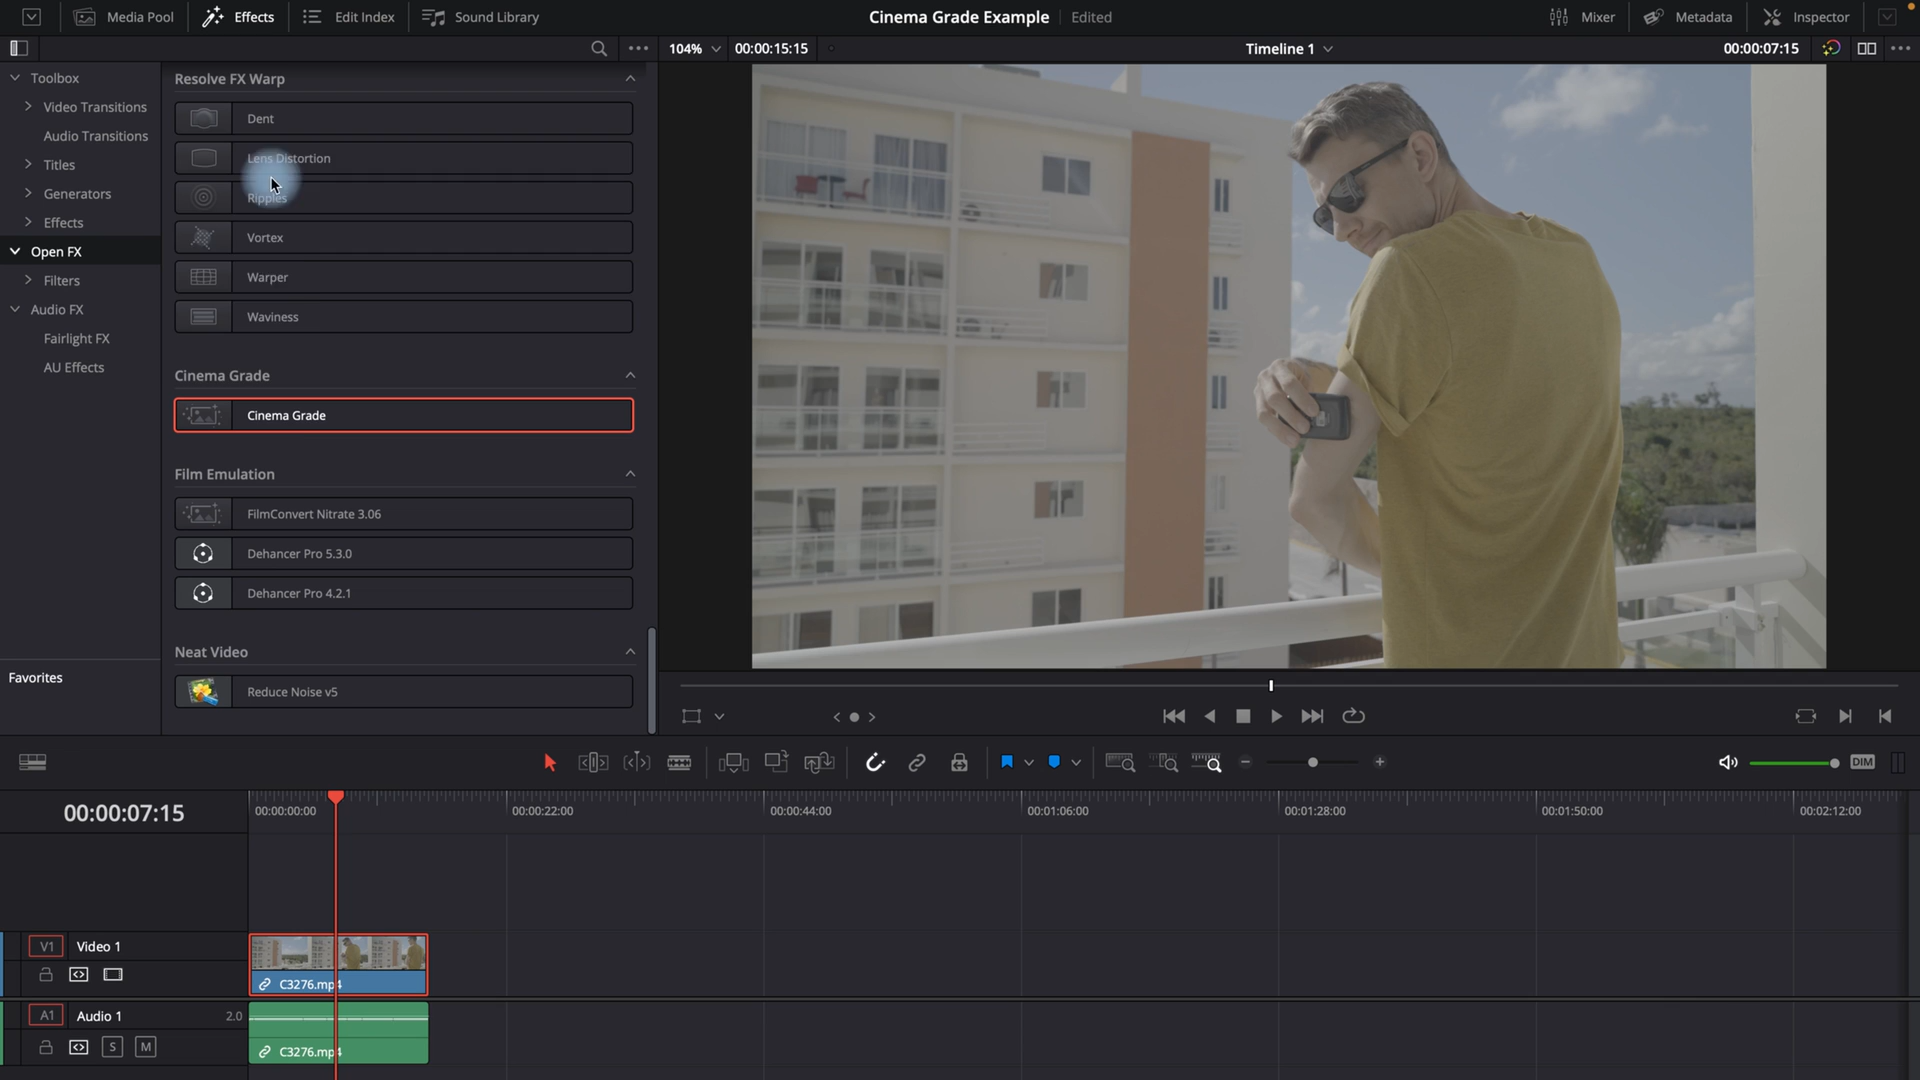 Media Pool
Effects
Edit Index
Sound Library
Cinema Grade Example
Edited
Mixer
Metadata
Inspector
104%
00:00:15:15
Timeline 1
00:00:07:15
Toolbox
Video Transitions
Audio Transitions
Titles
Generators
Effects
Open FX
Filters
Audio FX
Fairlight FX
AU Effects
Favorites
Resolve FX Warp
Dent
Lens Distortion
Ripples
Vortex
Warper
Waviness
Cinema Grade
Cinema Grade
Film Emulation
FilmConvert Nitrate 3.06
Dehancer Pro 5.3.0
Dehancer Pro 4.2.1
Neat Video
Reduce Noise v5
DIM
00:00:07:15
00:00:00:00
00:00:22:00
00:00:44:00
00:01:06:00
00:01:28:00
00:01:50:00
00:02:12:00
V1
Video 1
C3276.mp4
A1
Audio 1
2.0
S
M
C3276.mp4